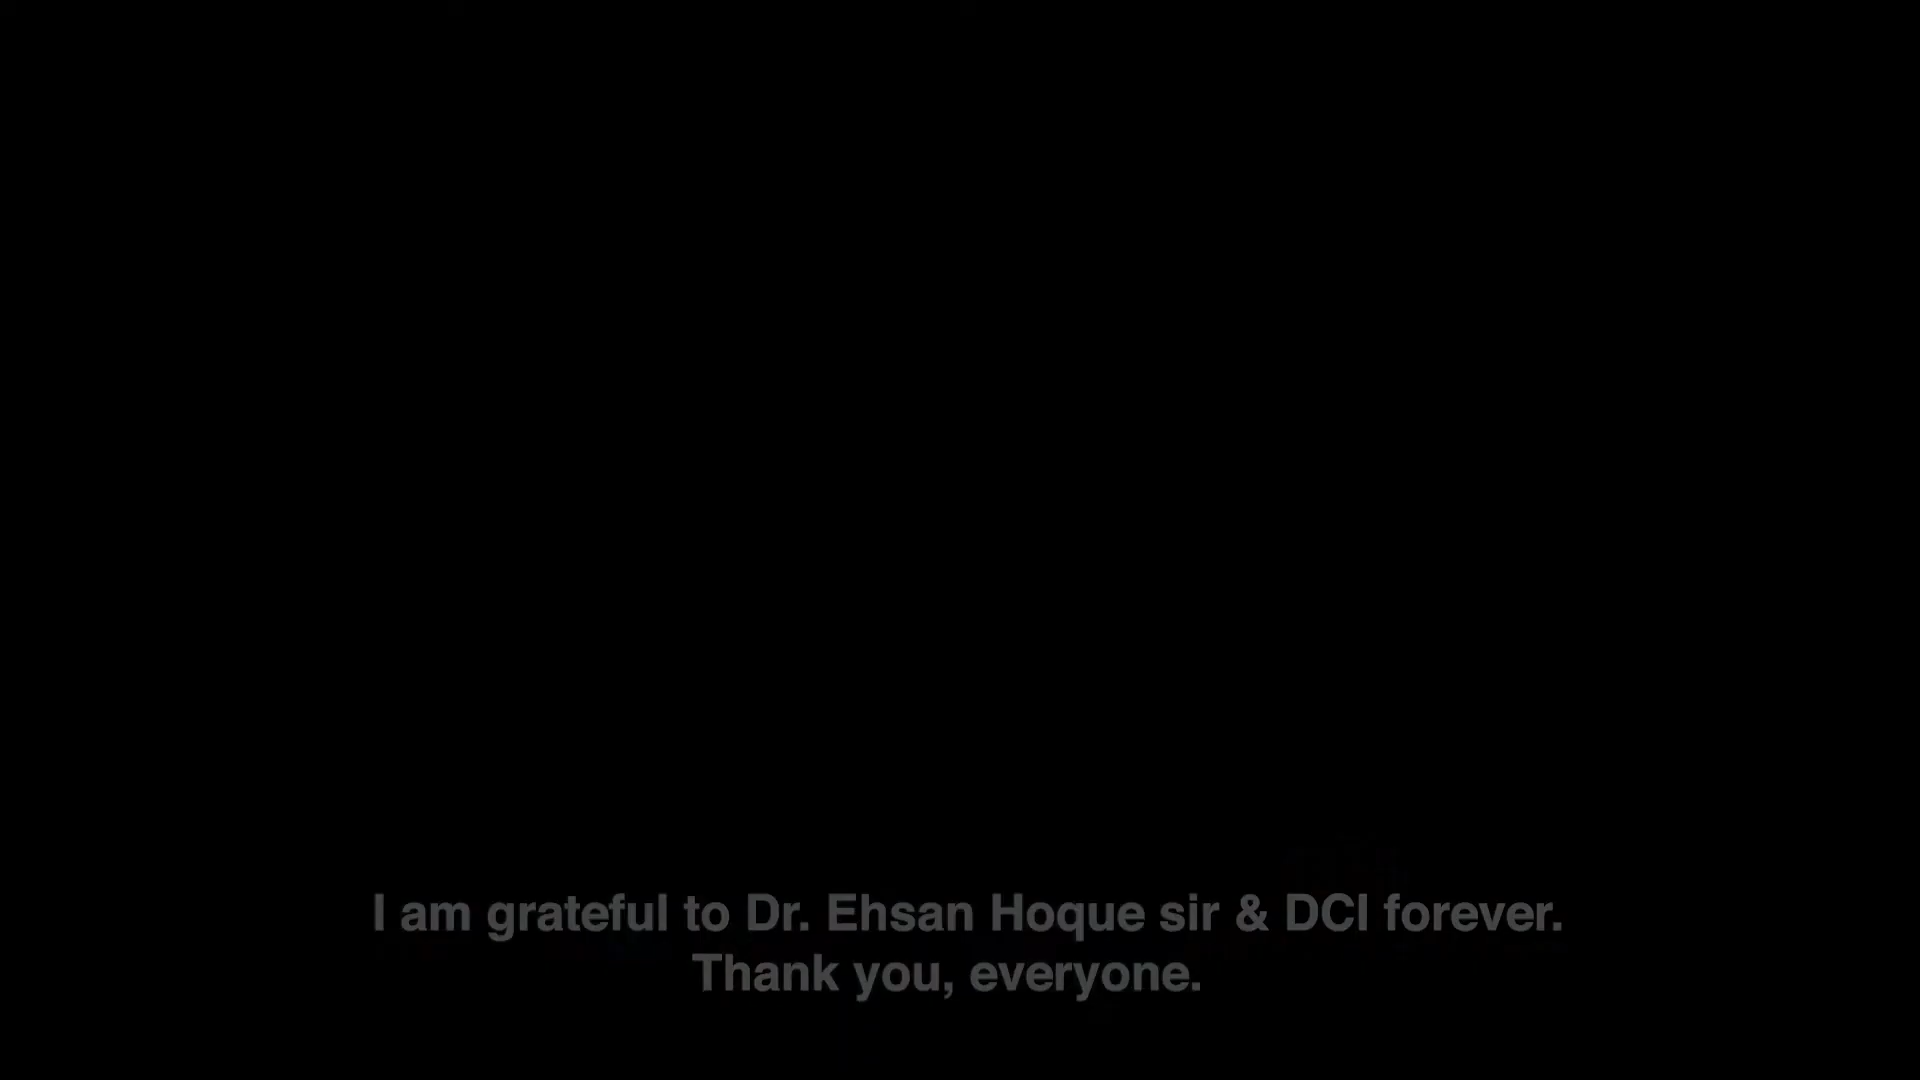 I am grateful to Dr. Ehsan Hoque sir & DCI forever.
Thank you, everyone.